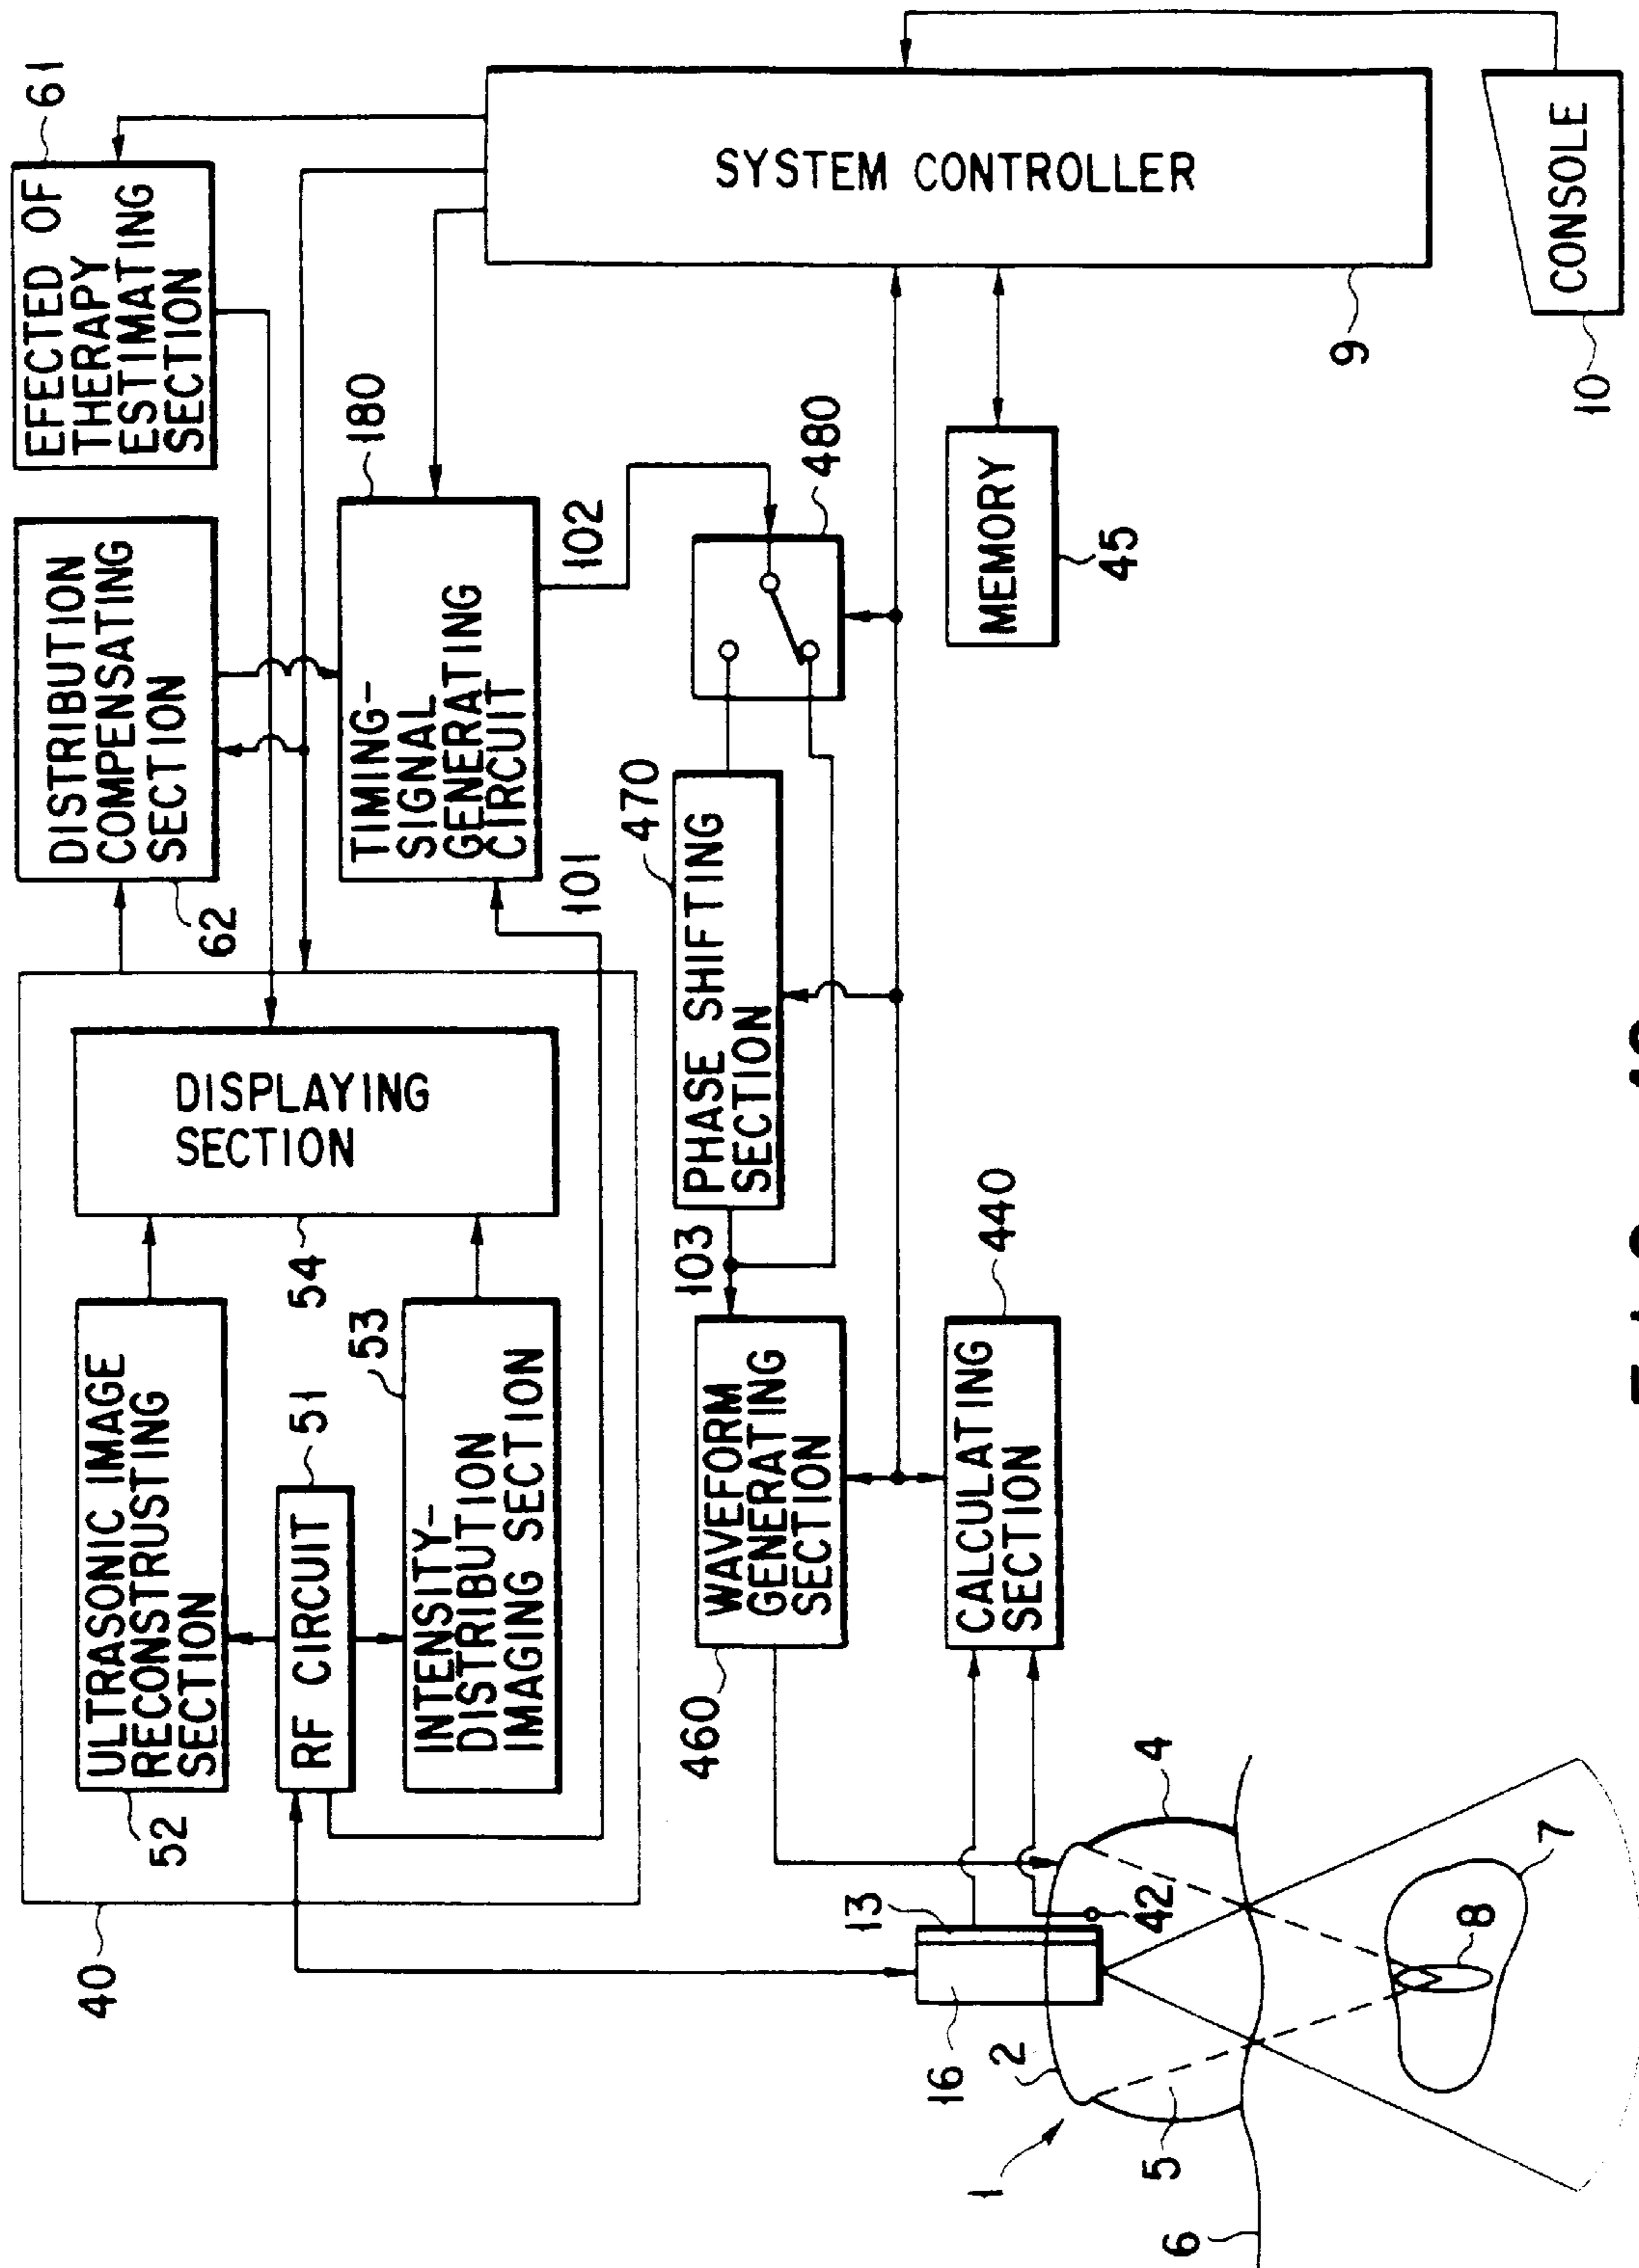 40
52
ULTRASONIC IMAGE
RECONSTRUSTING
SECTION
RF CIRCUIT
51
53
INTENSITY-
DISTRIBUTION
IMAGING SECTION
54
DISPLAYING
SECTION
62
DISTRIBUTION
COMPENSATING
SECTION
EFECTED OF
THERAPY
ESTIMATING
SECTION
61
101
TIMING-
SIGNAL
GENERATING
CIRCUIT
180
102
460
WAVEFORM
GENERATING
SECTION
103
PHASE SHIFTING
SECTION
470
480
CALCULATING
SECTION
440
MEMORY
45
SYSTEM CONTROLLER
9
CONSOLE
10
13
16
2
1
42
4
5
6
7
8